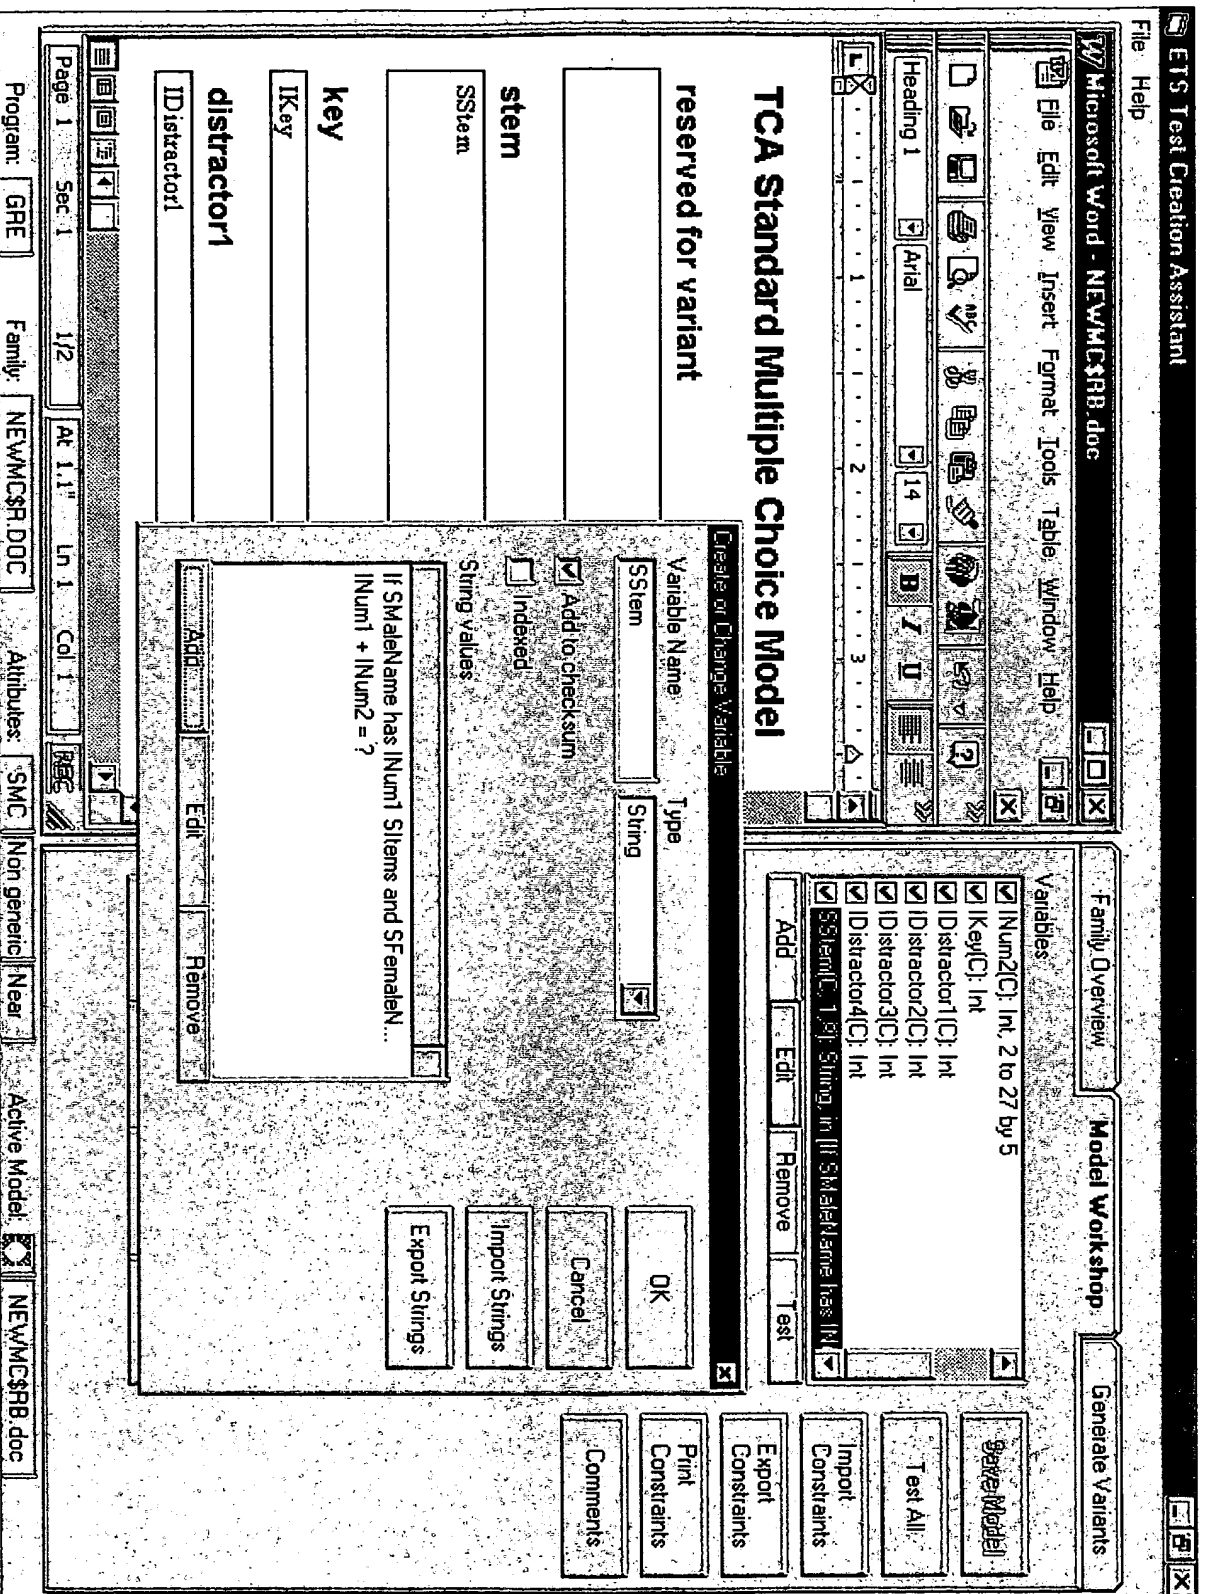 ETS Test Creation Assistant
File Help
Microsoft Word - NEWMC$RB.doc
File Edit View Insert Format Tools Table Window Help
ABC
Heading 1 Arial 14 B I U
1 2 3
TCA Standard Multiple Choice Model
reserved for variant
stem
SStem
key
IKey
distractor1
IDistractor1
Page 1 Sec 1 1/2 At 1.1" Ln 1 Col 1 REC
Family Overview Model Workshop Generate Variants
Variables:
INum2(C): Int, 2 to 27 by 5
Key(C): Int
IDistractor1(C): Int
IDistractor2(C): Int
IDistractor3(C): Int
IDistractor4(C): Int
String, in
Add Edit Remove Test
Save Model
Test All
Import Constraints
Export Constraints
Print Constraints
Comments
Create or Change Variable
Variable Name Type
SStem String
Add to checksum
Indexed
String values
If SMaleName has INum1 SItems and SFemaleN...
INum1 + INum2 = ?
Add Edit Remove
OK
Cancel
Import Strings
Export Strings
Program: GRE Family: NEWMC$R.DOC Attributes: SMC Non generic Near Active Model: NEWMC$RB.doc